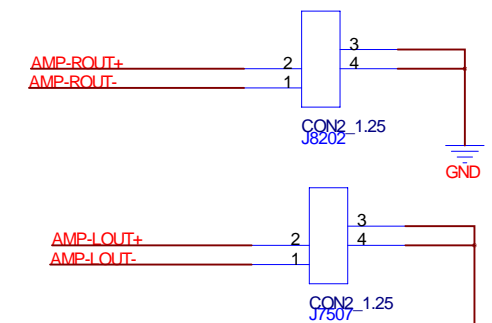 AMP-ROUT+ 2 3
AMP-ROUT- 1 4
CON2_1.25
J8202
GND
AMP-LOUT+ 2 3
AMP-LOUT- 1 4
CON2_1.25
J7507